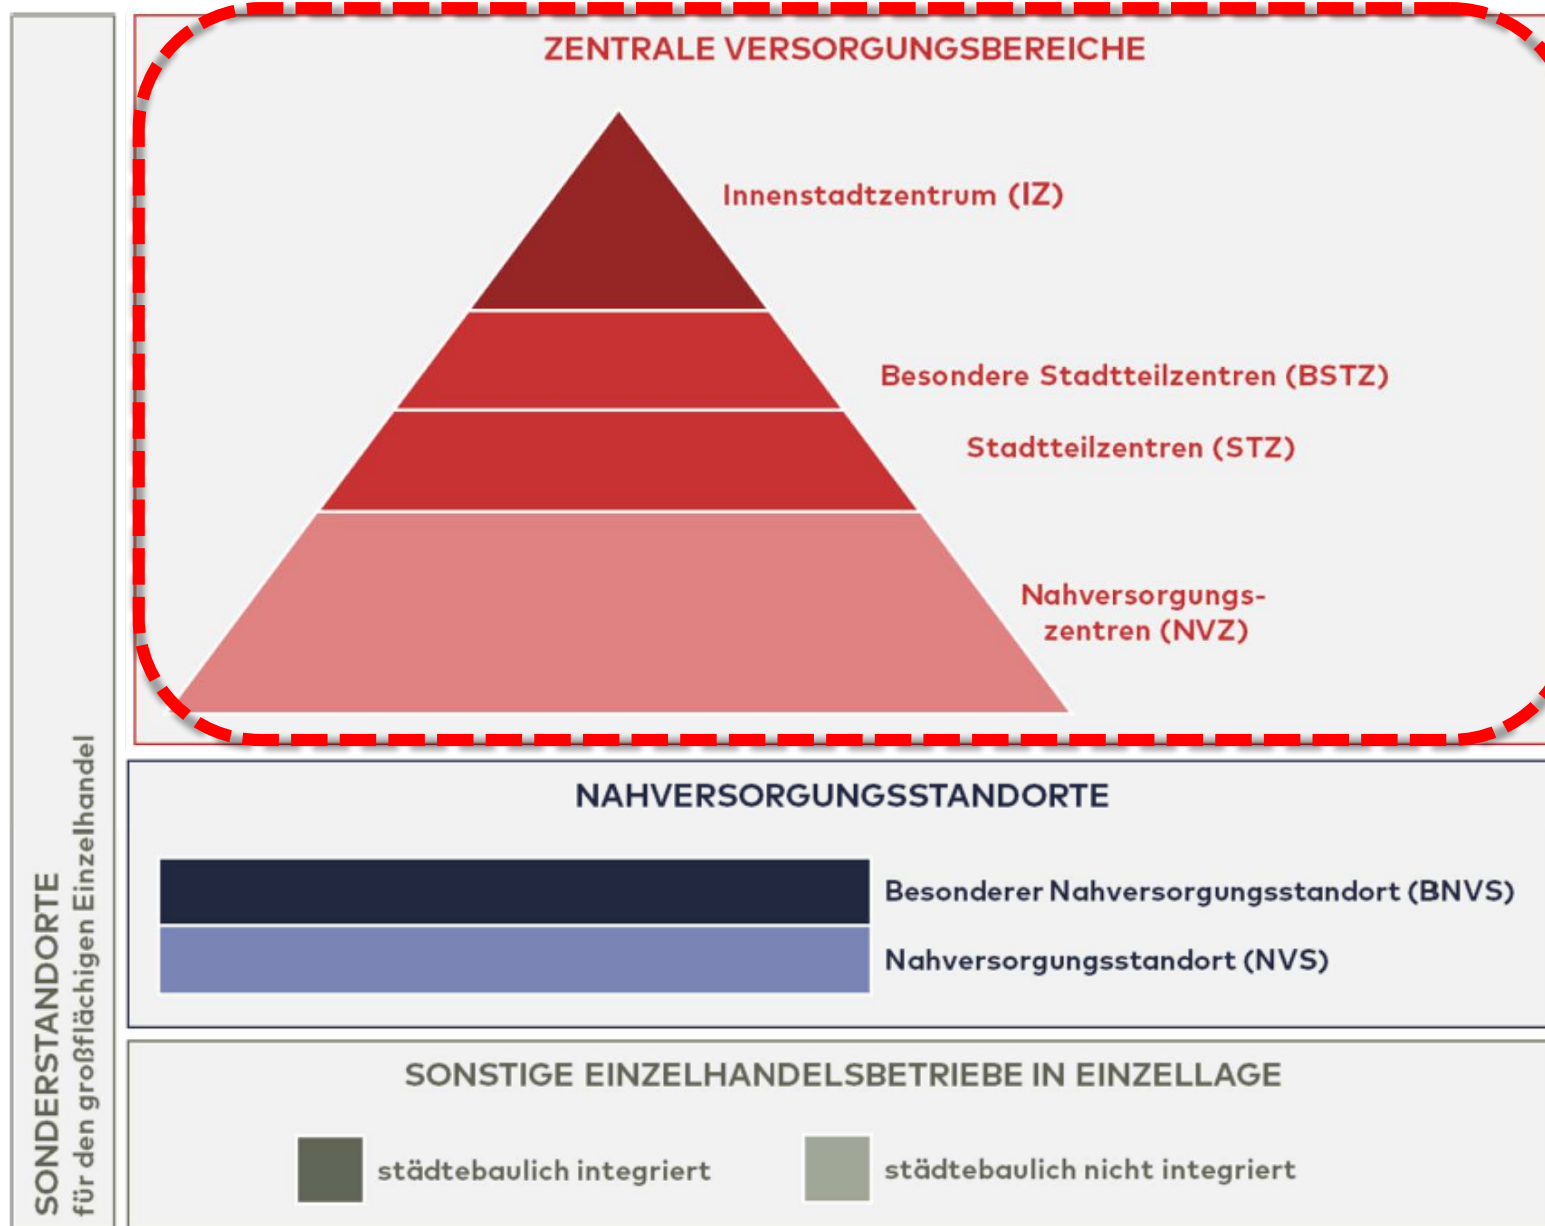 ZENTRALE VERSORGUNGSBEREICHE
Innenstadtzentrum (IZ)
Besondere Stadtteilzentren (BSTZ)
Stadtteilzentren (STZ)
Nahversorgungs-
zentren (NVZ)
SONDERSTANDORTE
für den großflächigen Einzelhandel
NAHVERSORGUNGSSTANDORTE
Besonderer Nahversorgungsstandort (BNVS)
Nahversorgungsstandort (NVS)
SONSTIGE EINZELHANDELSBETRIEBE IN EINZELLAGE
städtebaulich integriert
städtebaulich nicht integriert